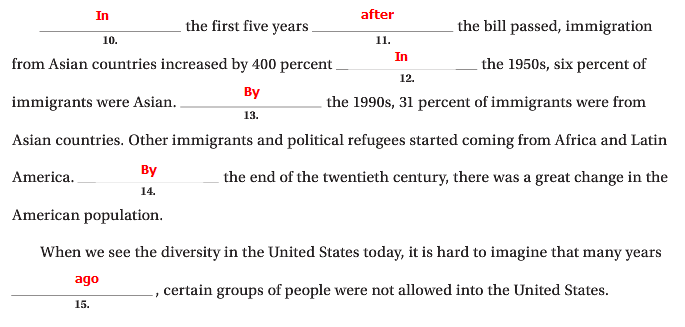 In the first five years after the bill passed, immigration
10. 11.
from Asian countries increased by 400 percent In the 1950s, six percent of
12.
immigrants were Asian. By the 1990s, 31 percent of immigrants were from
13.
Asian countries. Other immigrants and political refugees started coming from Africa and Latin
America. By the end of the twentieth century, there was a great change in the
14.
American population.
When we see the diversity in the United States today, it is hard to imagine that many years
ago , certain groups of people were not allowed into the United States.
15.